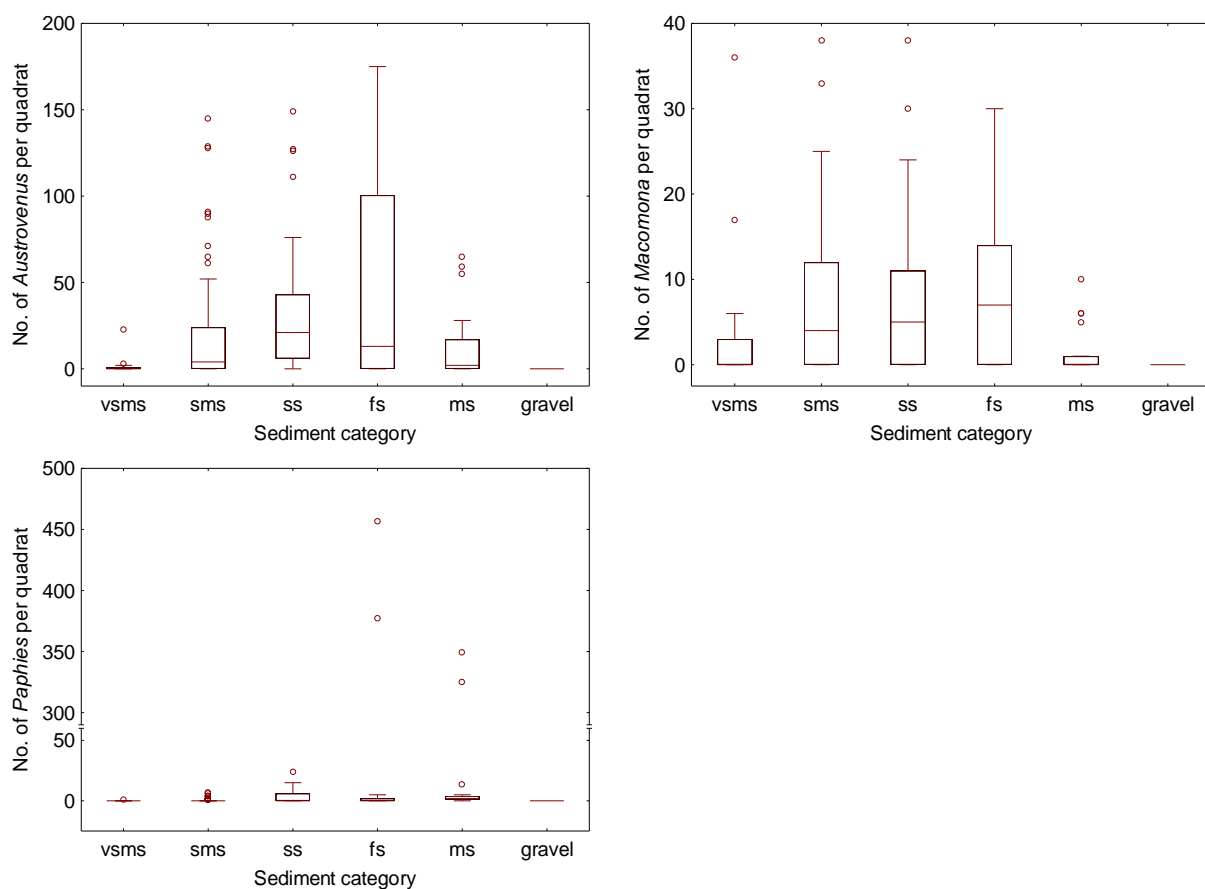 No. of Austrovenus per quadrat
200
150
100
50
0
vsms sms ss fs ms gravel
Sediment category
No. of Macomona per quadrat
40
30
20
10
0
vsms sms ss fs ms gravel
Sediment category
No. of Paphies per quadrat
500
450
400
350
300
50
0
vsms sms ss fs ms gravel
Sediment category